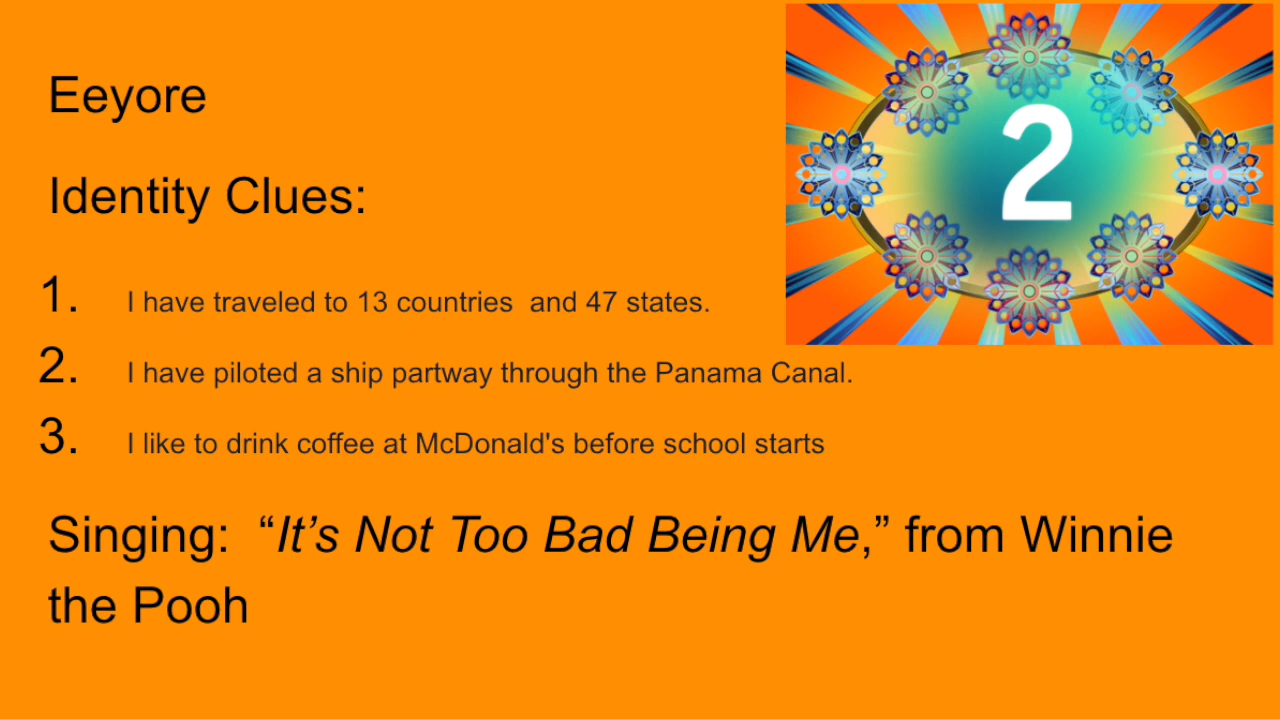 Eeyore
2
Identity Clues:
1. I have traveled to 13 countries  and 47 states.
2. I have piloted a ship partway through the Panama Canal.
3. I like to drink coffee at McDonald's before school starts
Singing:  “It’s Not Too Bad Being Me,” from Winnie
the Pooh